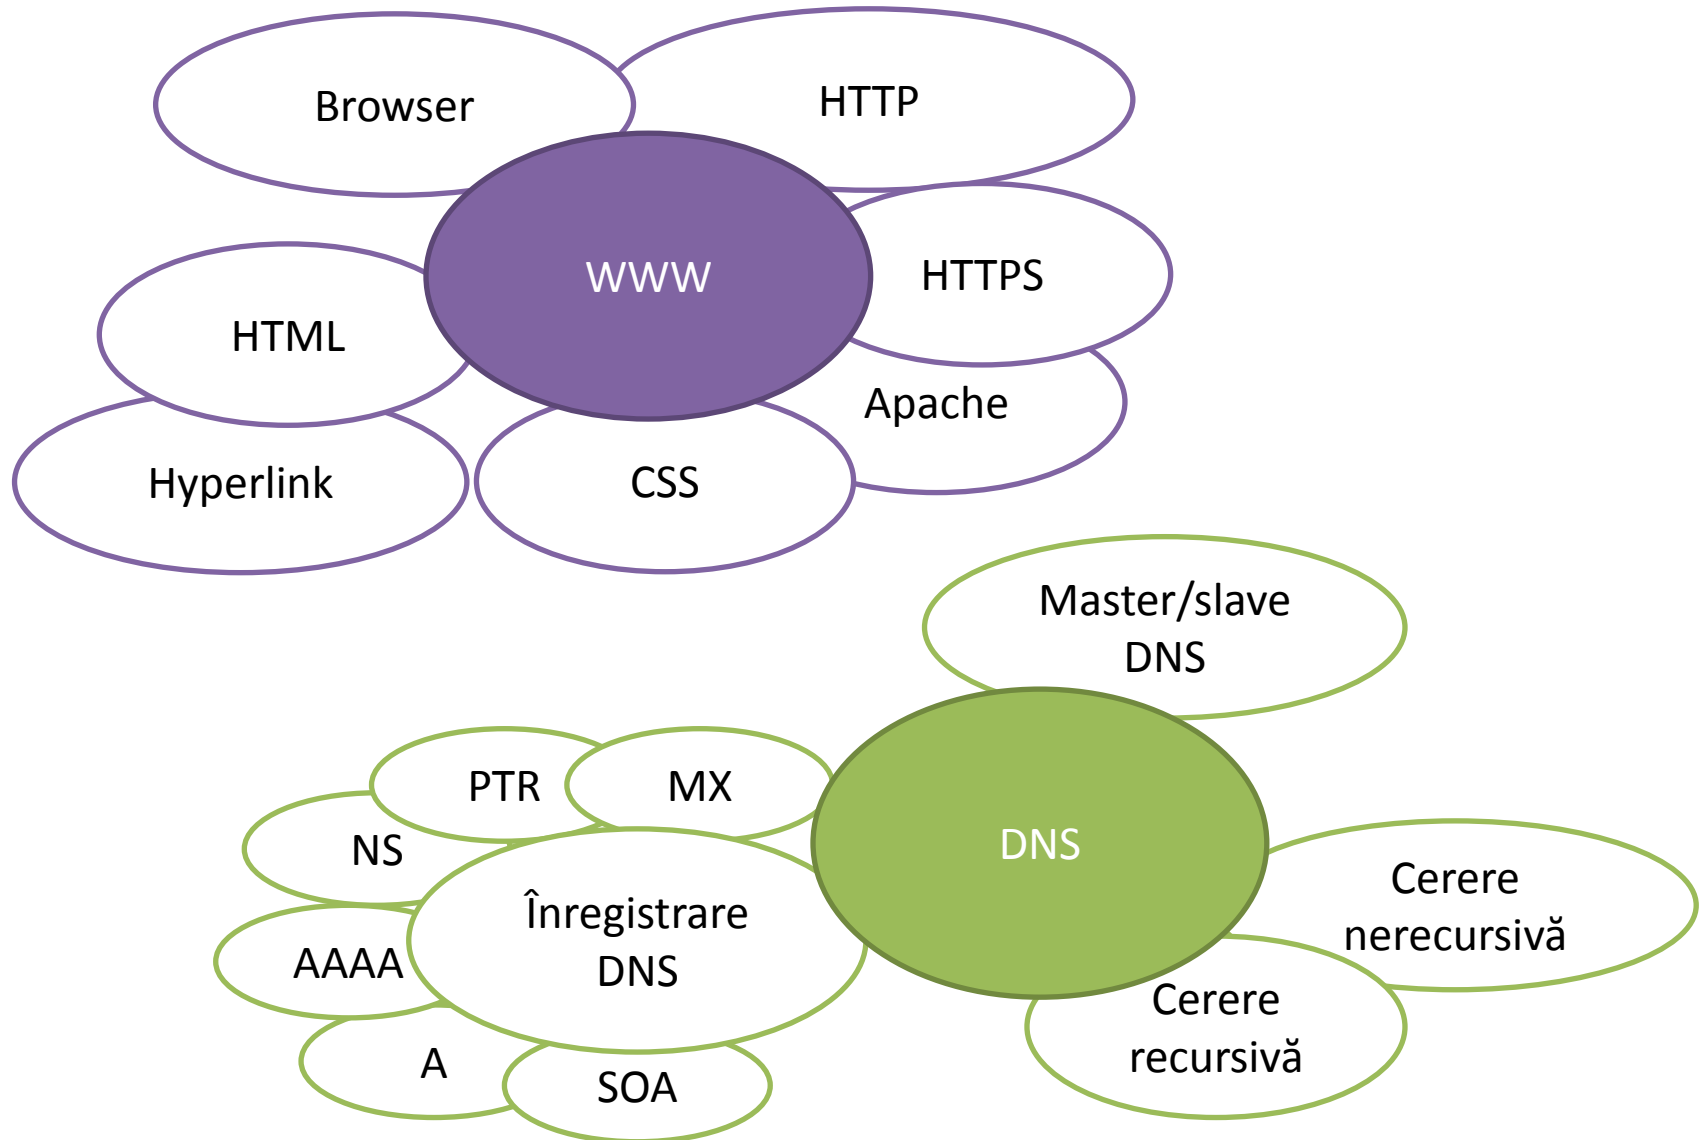 Browser
HTTP
WWW
HTTPS
HTML
Apache
Hyperlink
CSS
Master/slave
DNS
PTR
MX
NS
DNS
Înregistrare
DNS
AAAA
Cerere
nerecursivă
Cerere
recursivă
A
SOA